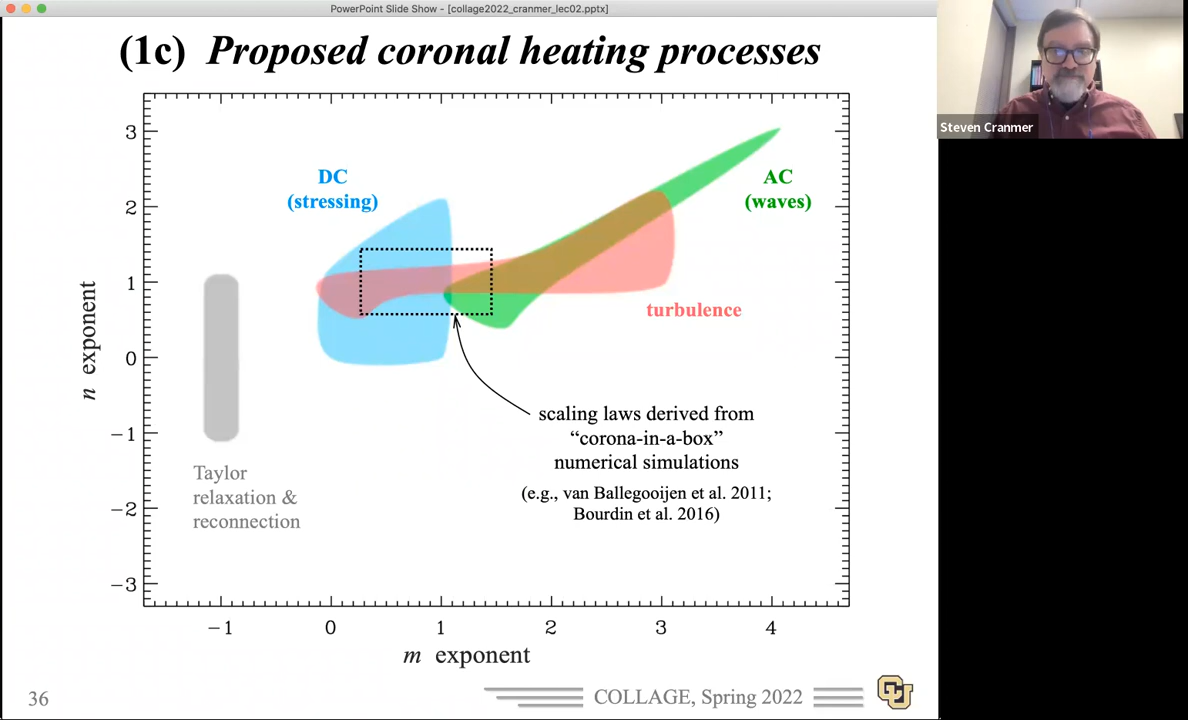 PowerPoint Slide Show - [collage2022_cranmer_lec02.pptx]
(1c) Proposed coronal heating processes
Steven Cranmer
3
2
1
0
−1
−2
−3
n exponent
DC
(stressing)
AC
(waves)
turbulence
scaling laws derived from
“corona-in-a-box”
numerical simulations
(e.g., van Ballegooijen et al. 2011;
Bourdin et al. 2016)
Taylor
relaxation &
reconnection
−1 0 1 2 3 4
m exponent
36
COLLAGE, Spring 2022
CU